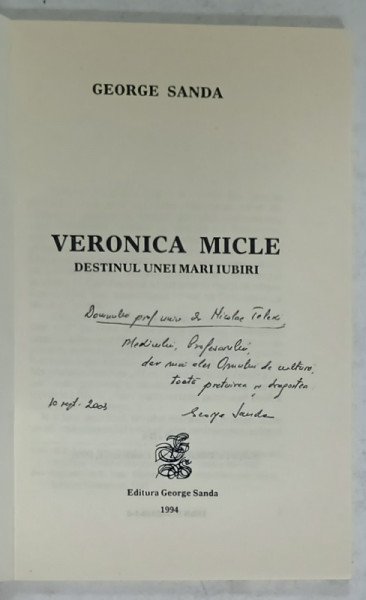 GEORGE SANDA
VERONICA MICLE
DESTINUL UNEI MARI IUBIRI
Domnului prof univ dr Nicolae
Medicului, Profesorului,
dar mai ales Omului de cultură,
toată prețuirea și dragostea
10 sept. 2003
George Sanda
Editura George Sanda
1994